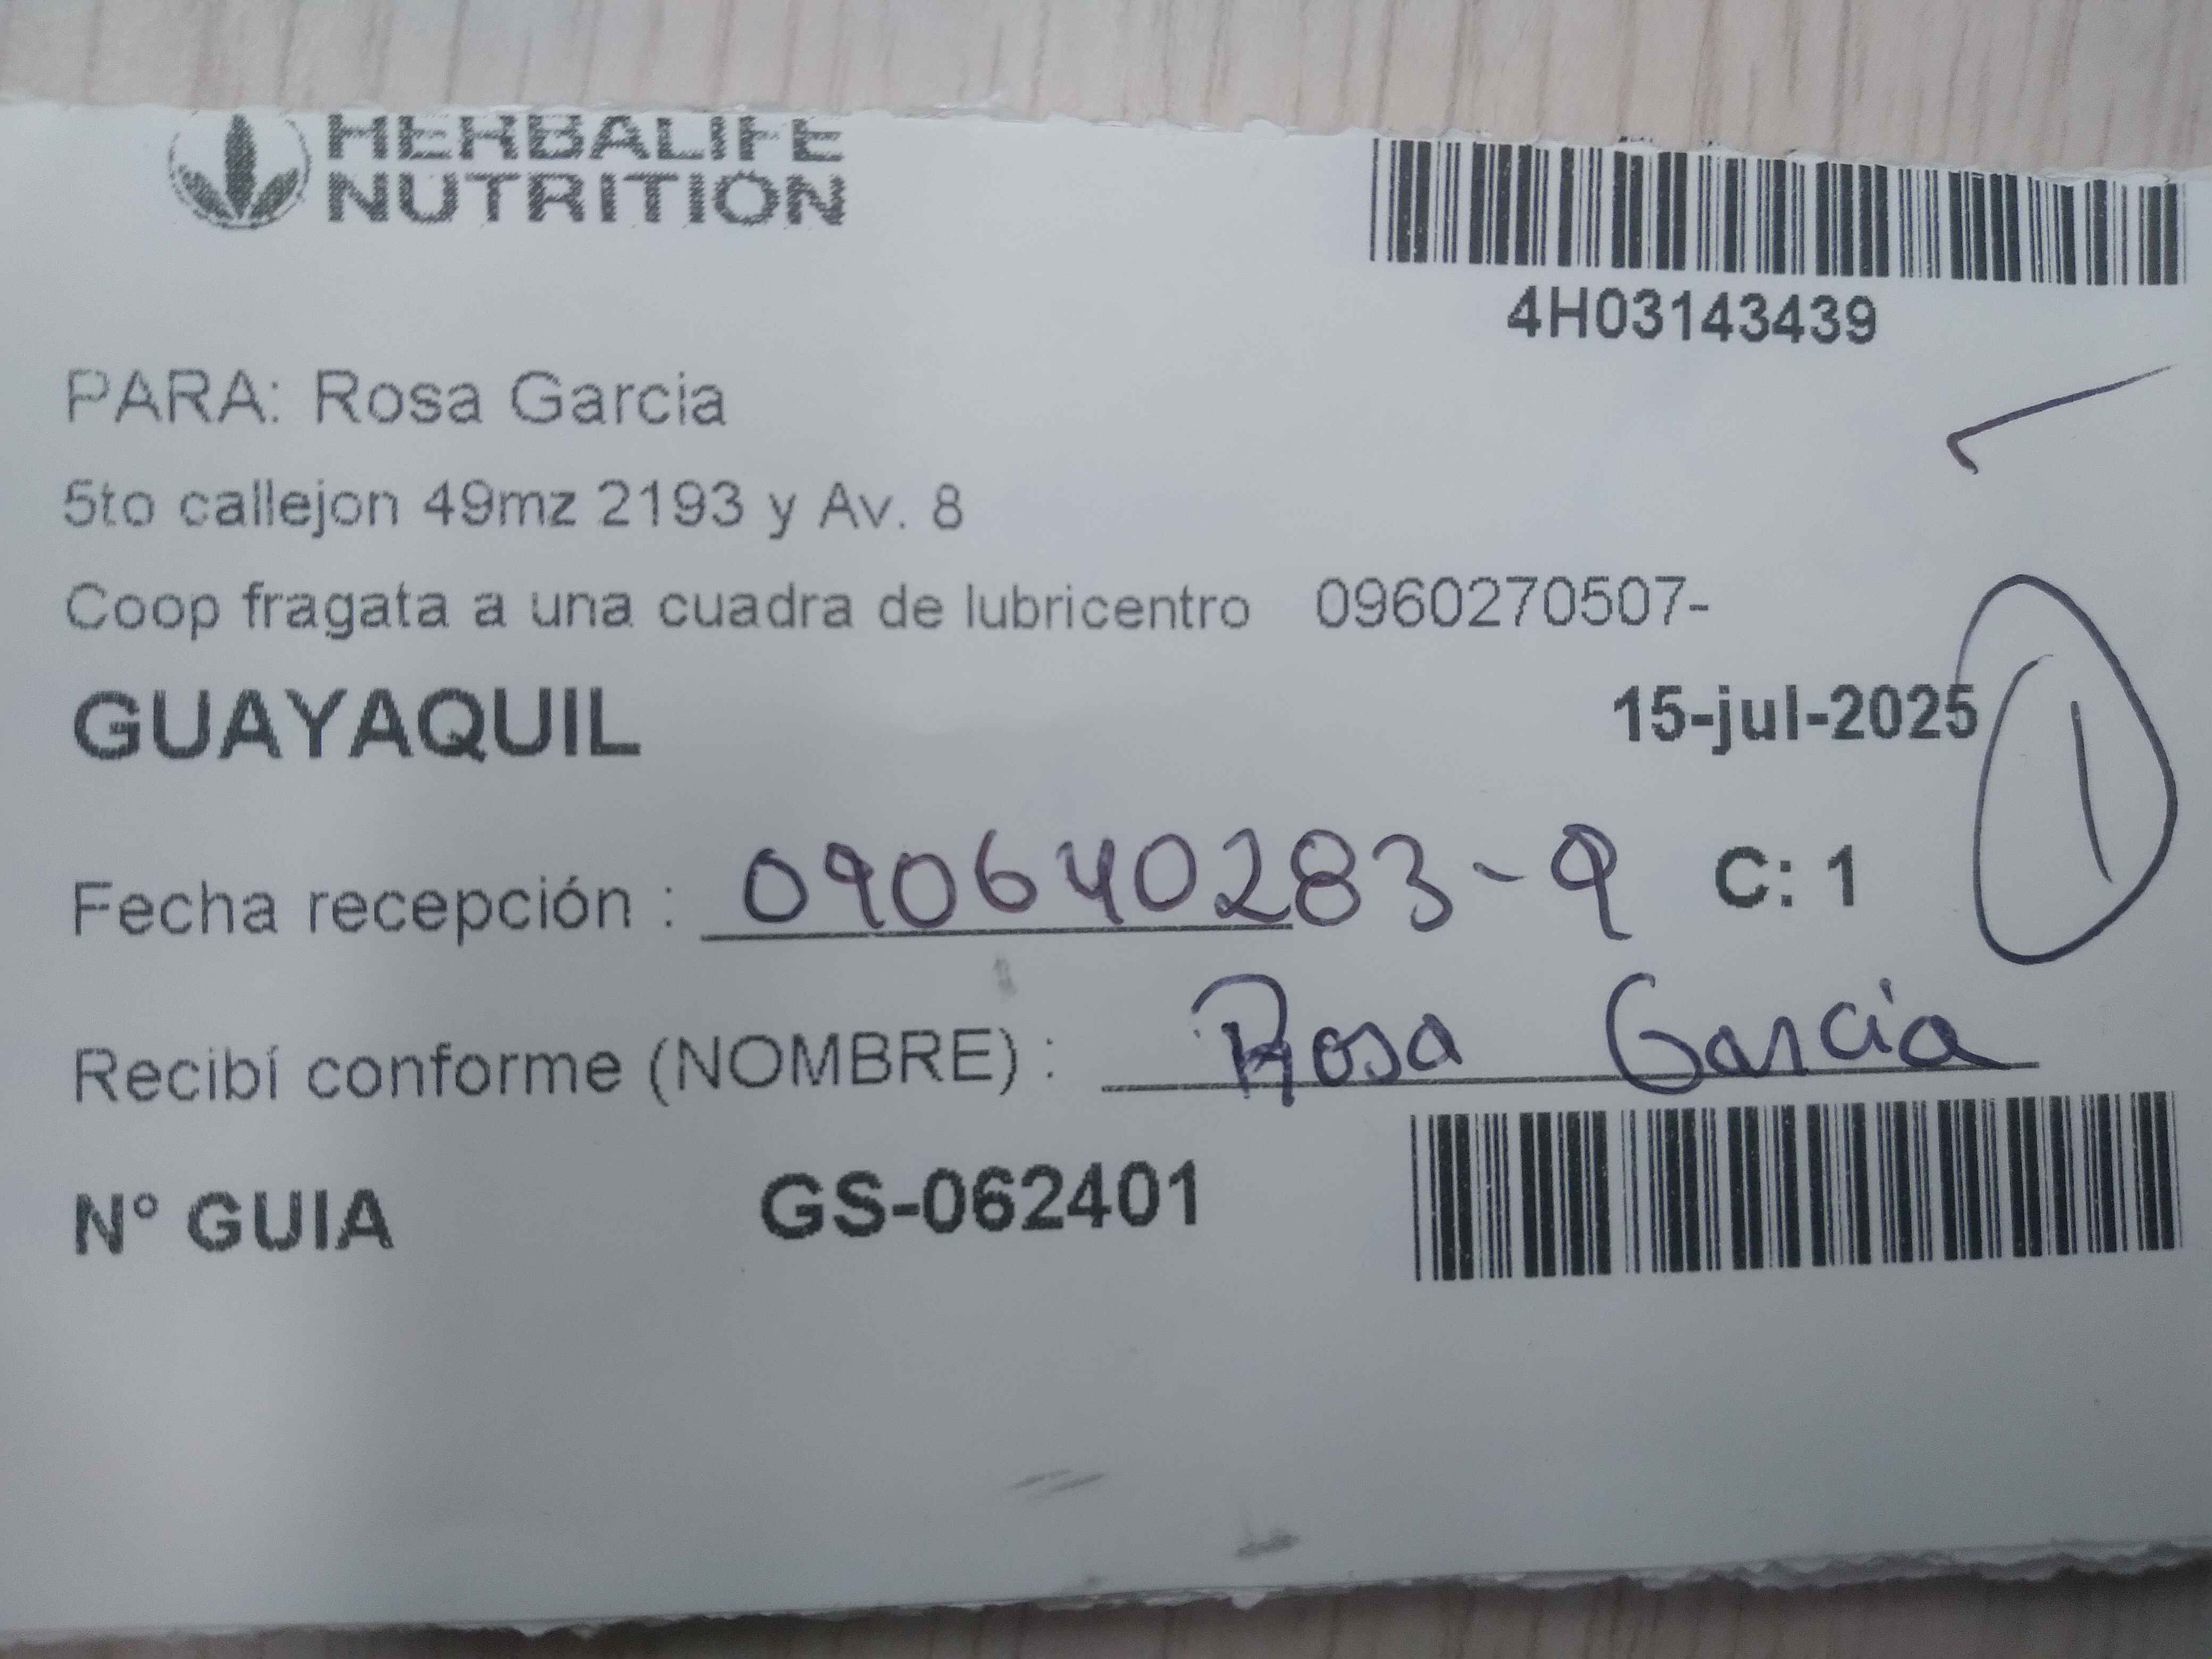 HERBALIFE
NUTRITION
4H03143439
PARA: Rosa Garcia
5to callejon 49mz 2193 y Av. 8
Coop fragata a una cuadra de lubricentro 0960270507-
GUAYAQUIL 15-jul-2025
1
Fecha recepción : 090640283-9 C: 1
Recibí conforme (NOMBRE) : Rosa Garcia
N° GUIA GS-062401